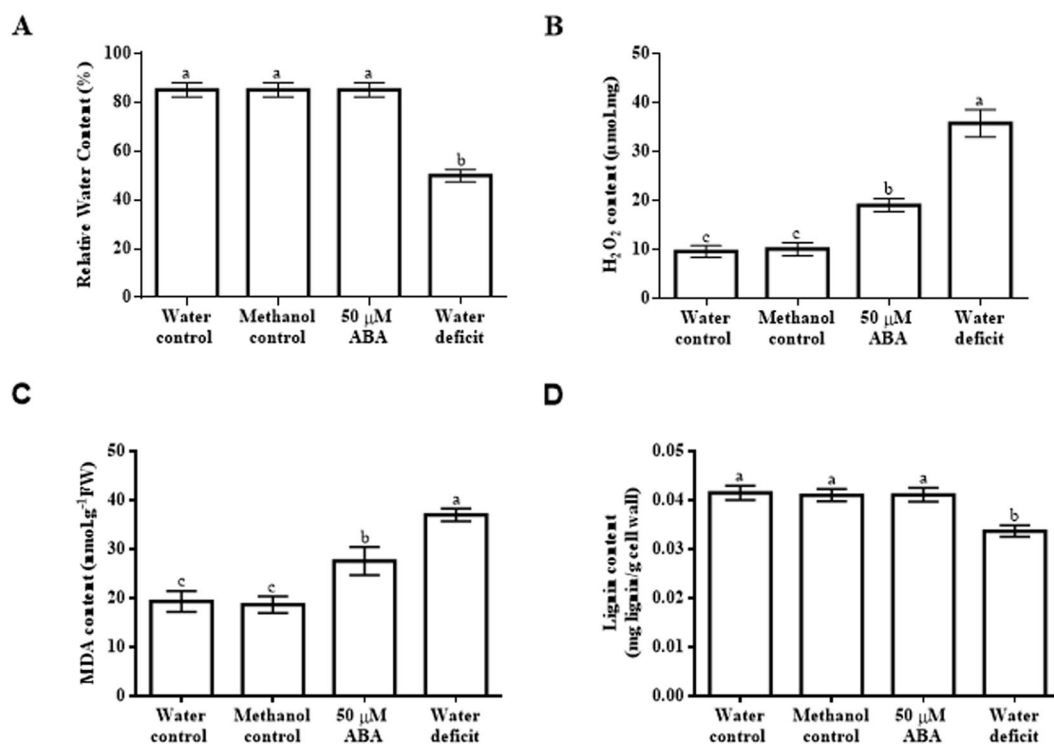 A
Relative Water Content (%)
100
80
60
40
20
0
a
a
a
b
Water
control
Methanol
control
50 μM
ABA
Water
deficit
B
H₂O₂ content (μmol.mg)
50
40
30
20
10
0
c
c
b
a
Water
control
Methanol
control
50 μM
ABA
Water
deficit
C
MDA content (nmol.g⁻¹FW)
50
40
30
20
10
0
c
c
b
a
Water
control
Methanol
control
50 μM
ABA
Water
deficit
D
Lignin content
(mg lignin/g cell wall)
0.05
0.04
0.03
0.02
0.01
0.00
a
a
a
b
Water
control
Methanol
control
50 μM
ABA
Water
deficit